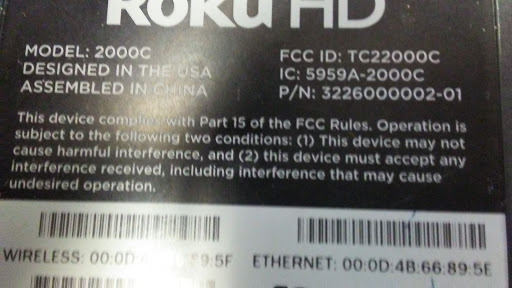 Roku HD
MODEL: 2000C
FCC ID: TC22000C
DESIGNED IN THE USA
IC: 5959A-2000C
ASSEMBLED IN CHINA
P/N: 3226000002-01
This device complies with Part 15 of the FCC Rules. Operation is
subject to the following two conditions: (1) This device may not
cause harmful interference, and (2) this device must accept any
interference received, including interference that may cause
undesired operation.
WIRELESS:
ETHERNET: 00:0D:4B:66:89:5E